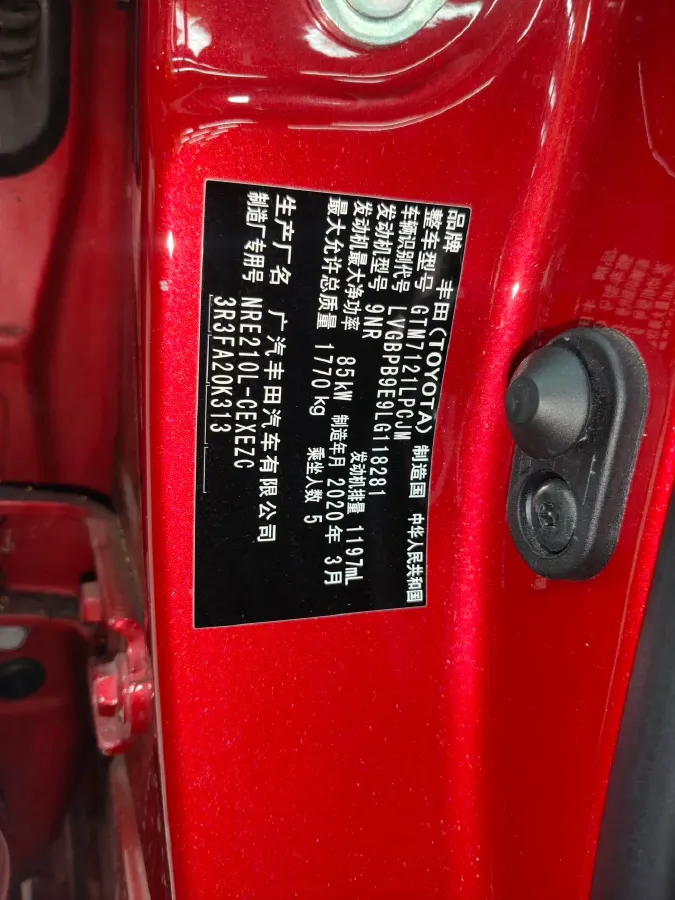 品牌 丰田(TOYOTA) 制造国 中华人民共和国
整车型号 GTM7121LPCJM
车辆识别代号 LVGBPB9E9LG118281
发动机型号 9NR 发动机排量 1197mL
发动机最大净功率 85kW 制造年月 2020年 3月
最大允许总质量 1770kg 乘坐人数 5
生产厂名 广汽丰田汽车有限公司
制造厂专用号 NRE210L-GEXEZC
3R3FA20K313